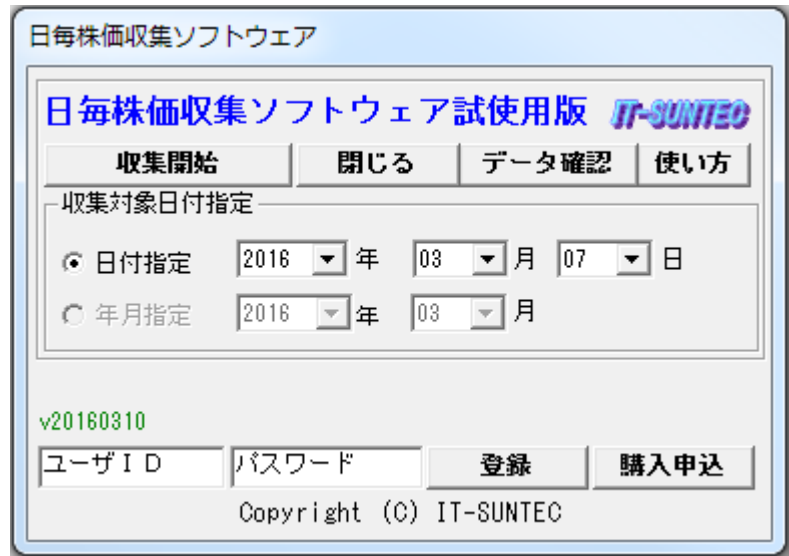 日毎株価収集ソフトウェア
日毎株価収集ソフトウェア試使用版 IT-SUNTEC
収集開始 閉じる データ確認 使い方
収集対象日付指定
日付指定 2016 年 03 月 07 日
年月指定 2016 年 03 月
v20160310
ユーザＩＤ パスワード 登録 購入申込
Copyright (C) IT-SUNTEC